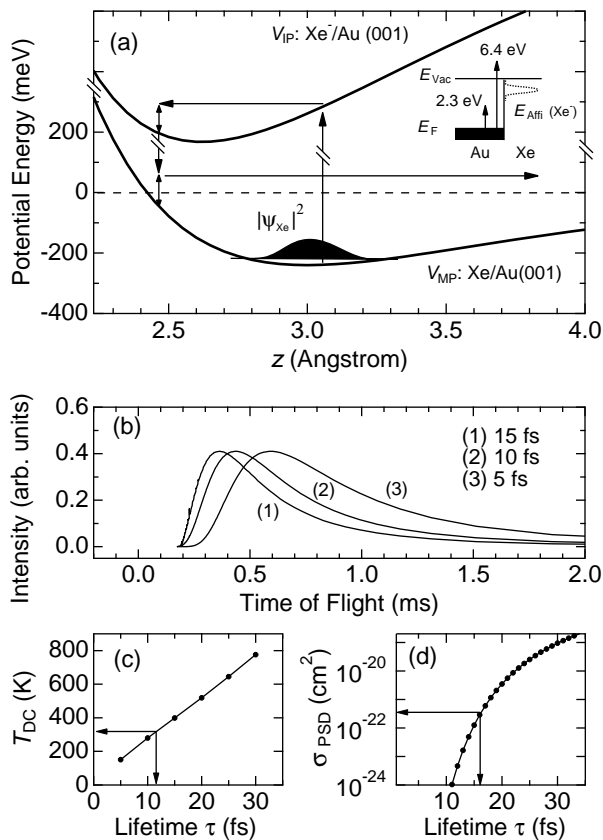 (a)
V_IP: Xe⁻/Au (001)
6.4 eV
E_Vac
2.3 eV
E_Affi (Xe⁻)
E_F
Au Xe
|ψ_Xe|²
V_MP: Xe/Au(001)
Potential Energy (meV)
400
200
0
-200
-400
2.5 3.0 3.5 4.0
z (Angstrom)
(b)
(1) 15 fs
(2) 10 fs
(3) 5 fs
(1)
(2)
(3)
Intensity (arb. units)
0.6
0.4
0.2
0.0
0.0 0.5 1.0 1.5 2.0
Time of Flight (ms)
(c)
T_DC (K)
800
600
400
200
0
0 10 20 30
Lifetime τ (fs)
(d)
σ_PSD (cm²)
10⁻²⁰
10⁻²²
10⁻²⁴
10 20 30
Lifetime τ (fs)